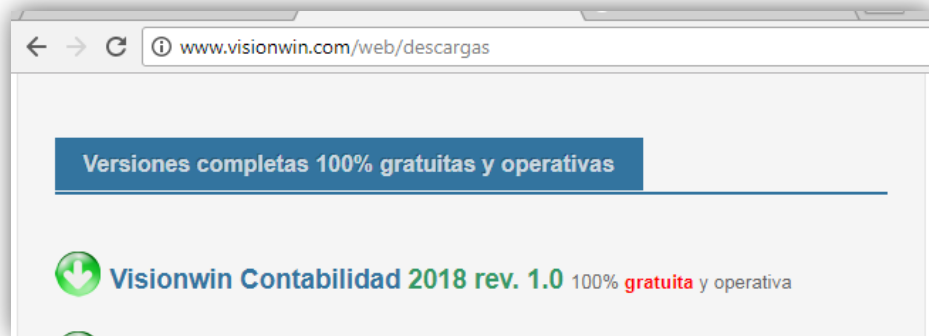 www.visionwin.com/web/descargas
Versiones completas 100% gratuitas y operativas
Visionwin Contabilidad 2018 rev. 1.0 100% gratuita y operativa